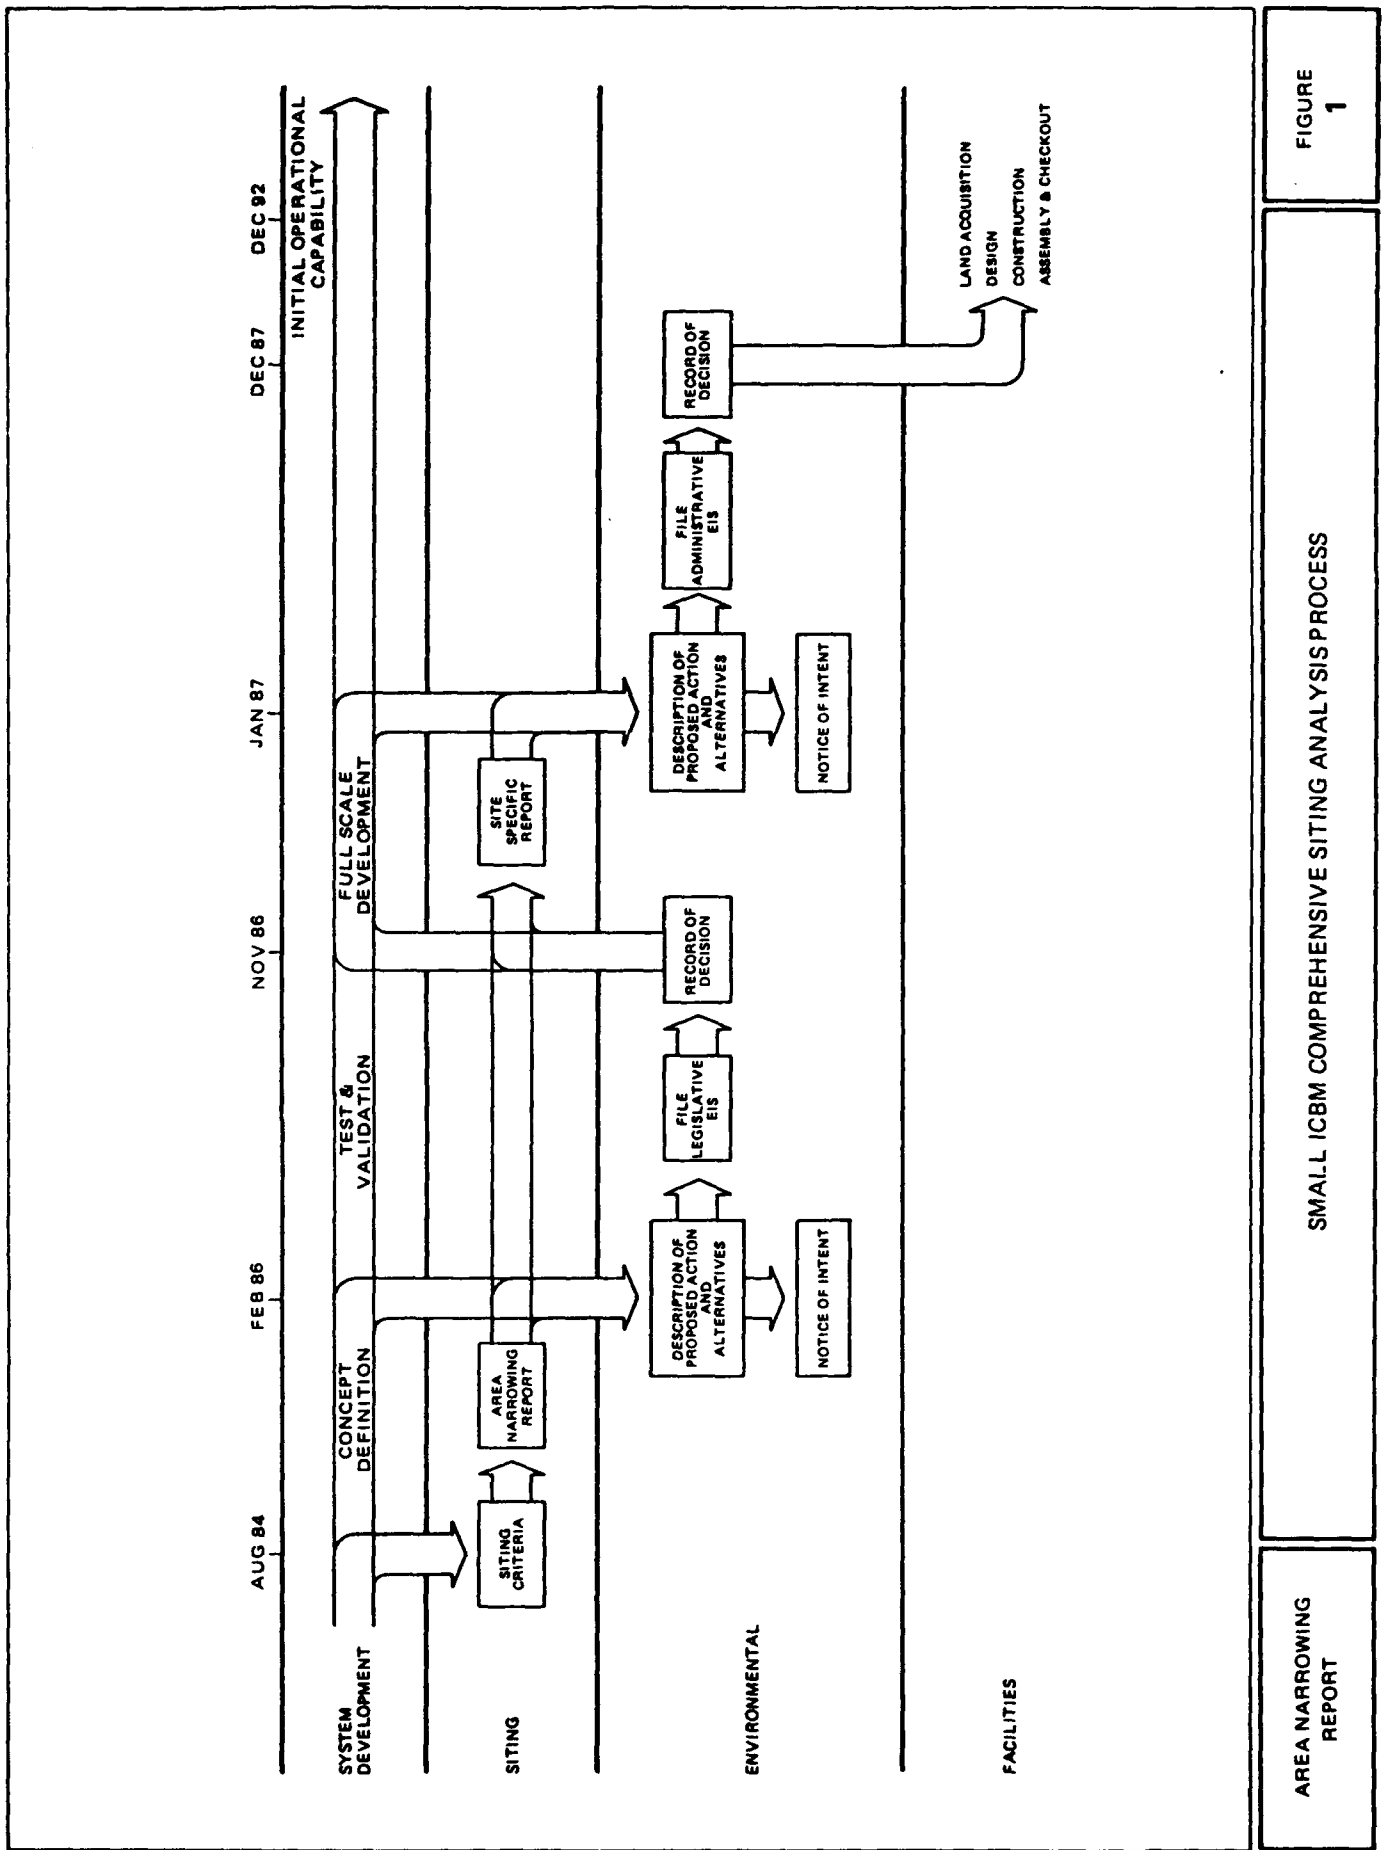 AUG 84
FEB 86
NOV 86
JAN 87
DEC 87
DEC 92
INITIAL OPERATIONAL
CAPABILITY
SYSTEM
DEVELOPMENT
CONCEPT
DEFINITION
TEST &
VALIDATION
FULL SCALE
DEVELOPMENT
SITING
SITING
CRITERIA
AREA
NARROWING
REPORT
SITE
SPECIFIC
REPORT
ENVIRONMENTAL
DESCRIPTION OF
PROPOSED ACTION
AND
ALTERNATIVES
NOTICE OF INTENT
FILE
LEGISLATIVE
EIS
RECORD OF
DECISION
DESCRIPTION OF
PROPOSED ACTION
AND
ALTERNATIVES
NOTICE OF INTENT
FILE
ADMINISTRATIVE
EIS
RECORD OF
DECISION
FACILITIES
LAND ACQUISITION
DESIGN
CONSTRUCTION
ASSEMBLY & CHECKOUT
AREA NARROWING
REPORT
SMALL ICBM COMPREHENSIVE SITING ANALYSIS PROCESS
FIGURE
1